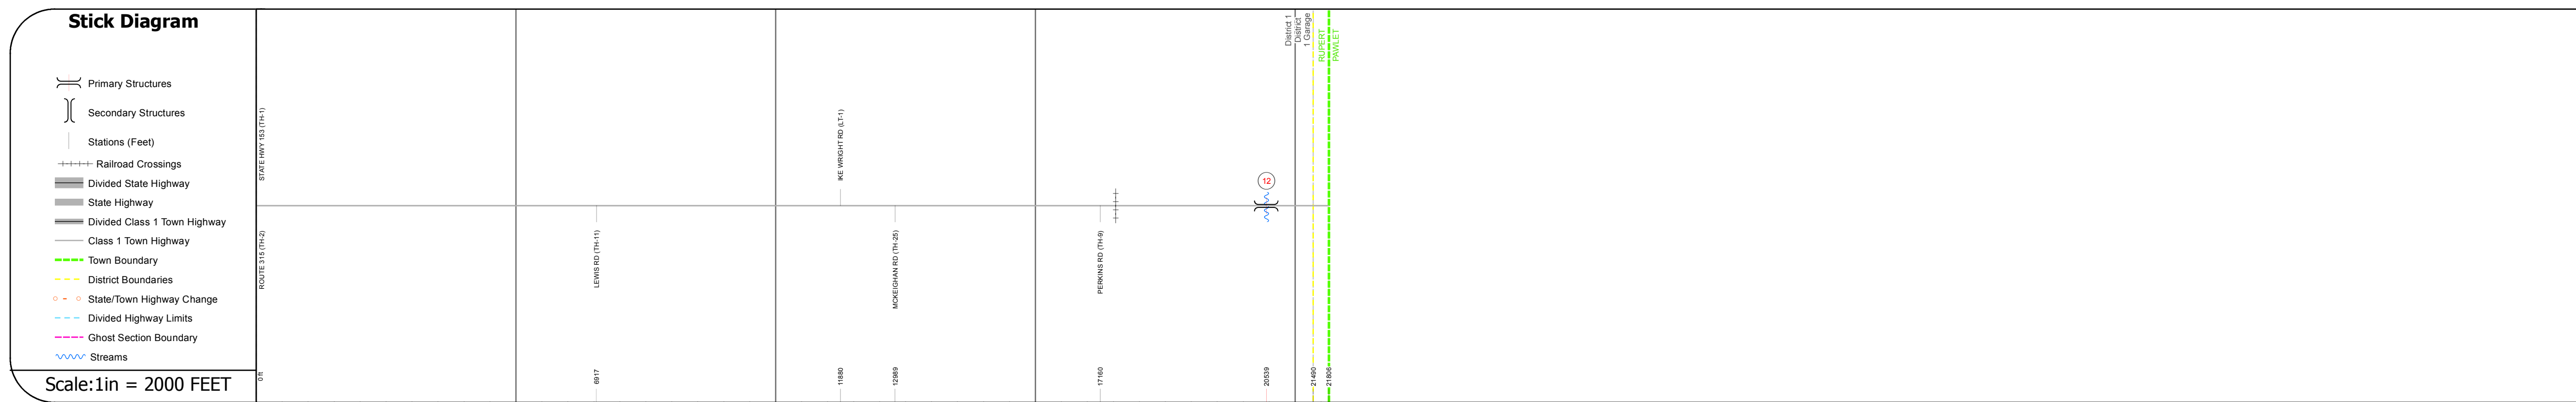 Stick Diagram
Primary Structures
Secondary Structures
Stations (Feet)
Railroad Crossings
Divided State Highway
State Highway
Divided Class 1 Town Highway
Class 1 Town Highway
Town Boundary
District Boundaries
State/Town Highway Change
Divided Highway Limits
Ghost Section Boundary
Streams
Scale:1in = 2000 FEET
STATE HWY 153 (TH-1)
ROUTE 315 (TH-2)
0 ft
LEWIS RD (TH-11)
6917
IKE WRIGHT RD (LT-1)
11880
MCKEIGHAN RD (TH-25)
12989
PERKINS RD (TH-9)
17160
12
20539
District 1
District
1 Garage
21490
RUPERT
PAWLET
21806